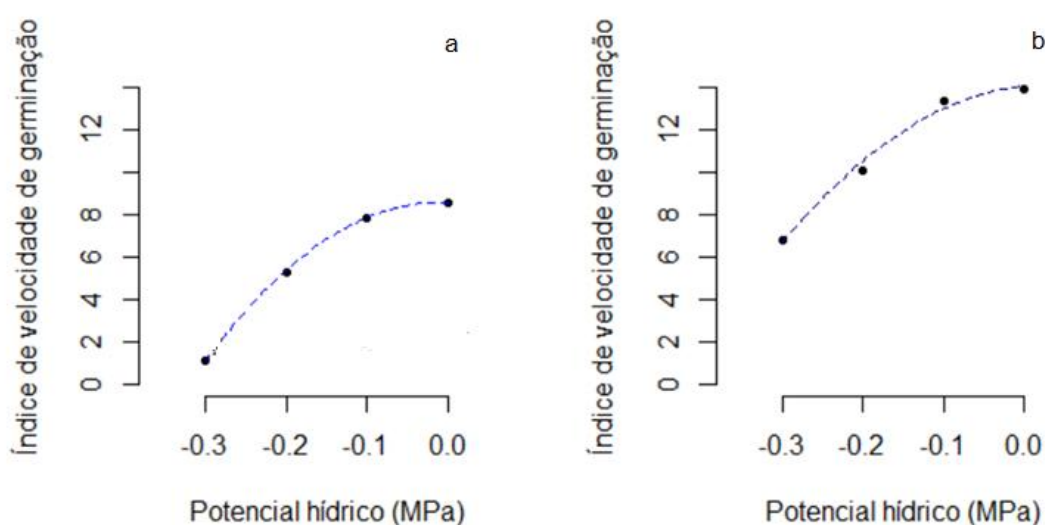 a
Índice de velocidade de germinação
12
8
6
4
2
0
-0.3 -0.2 -0.1 0.0
Potencial hídrico (MPa)
b
Índice de velocidade de germinação
12
8
6
4
2
0
-0.3 -0.2 -0.1 0.0
Potencial hídrico (MPa)